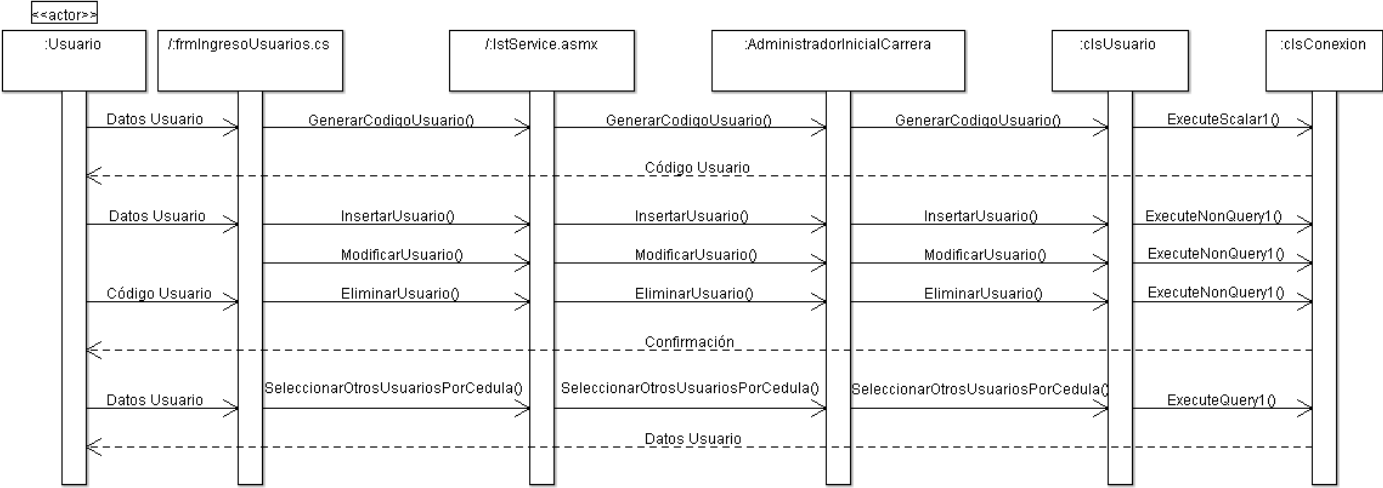 <<actor>>
:Usuario
/:frmIngresoUsuarios.cs
/:IstService.asmx
:AdministradorInicialCarrera
:clsUsuario
:clsConexion
Datos Usuario
GenerarCodigoUsuario()
GenerarCodigoUsuario()
GenerarCodigoUsuario()
ExecuteScalar1()
Código Usuario
Datos Usuario
InsertarUsuario()
InsertarUsuario()
InsertarUsuario()
ExecuteNonQuery1()
ModificarUsuario()
ModificarUsuario()
ModificarUsuario()
ExecuteNonQuery1()
Código Usuario
EliminarUsuario()
EliminarUsuario()
EliminarUsuario()
ExecuteNonQuery1()
Confirmación
Datos Usuario
SeleccionarOtrosUsuariosPorCedula()
SeleccionarOtrosUsuariosPorCedula()
SeleccionarOtrosUsuariosPorCedula()
ExecuteQuery1()
Datos Usuario